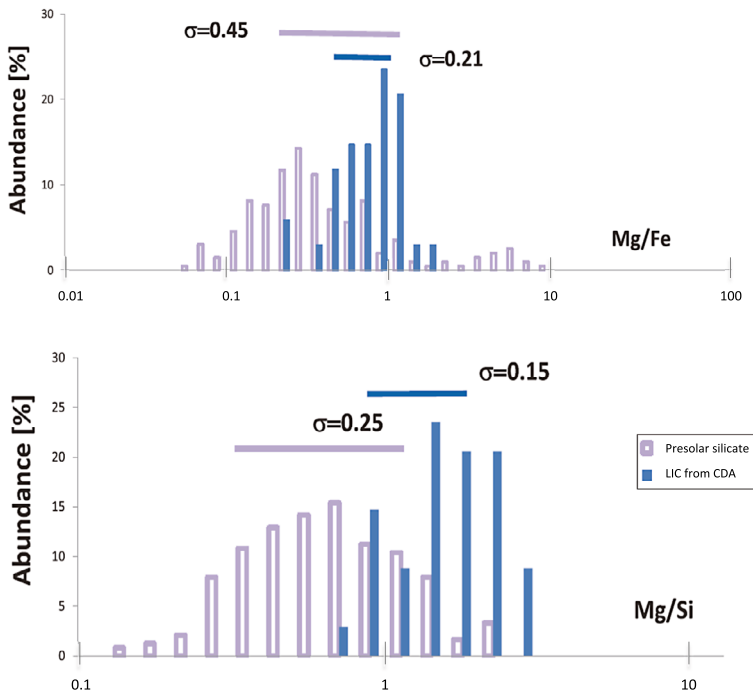 30
σ=0.45
σ=0.21
20
Abundance [%]
10
Mg/Fe
0
0.01 0.1 1 10 100
30
σ=0.15
25
σ=0.25
20
Presolar silicate
LIC from CDA
Abundance [%]
15
10
Mg/Si
5
0
0.1 1 10